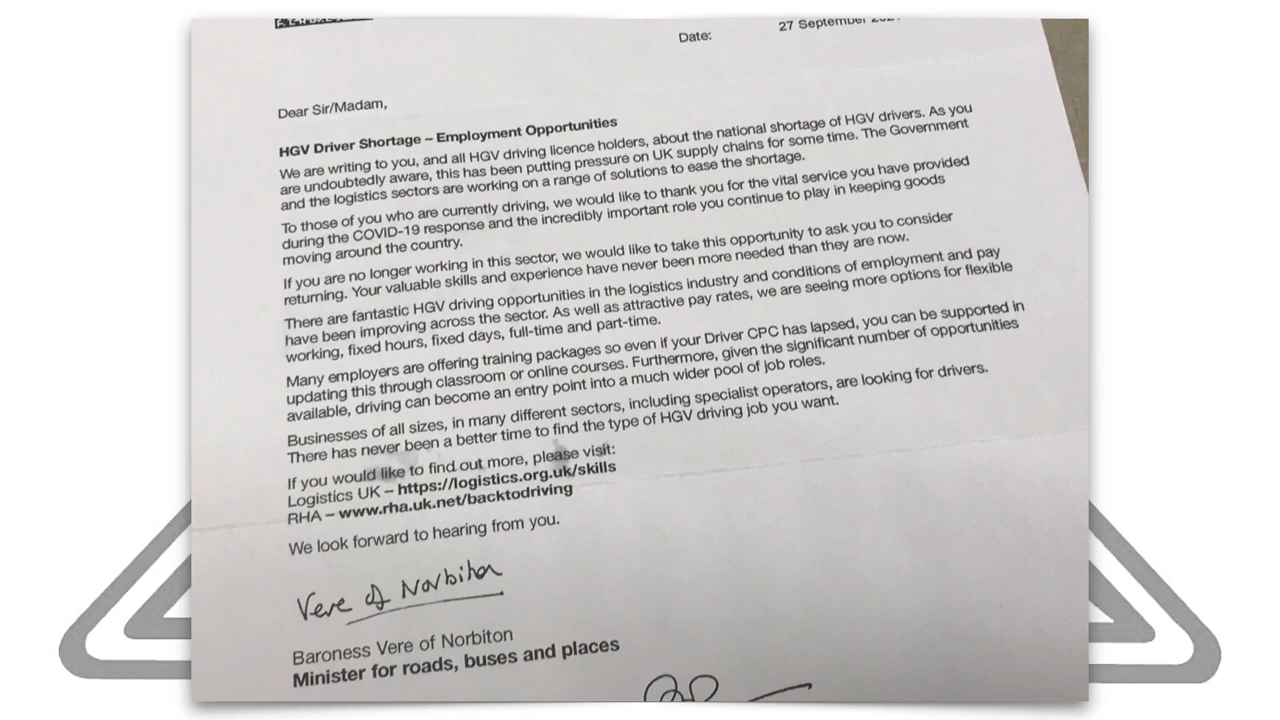 Date:
27 September
Dear Sir/Madam,
HGV Driver Shortage – Employment Opportunities
We are writing to you, and all HGV driving licence holders, about the national shortage of HGV drivers. As you
are undoubtedly aware, this has been putting pressure on UK supply chains for some time. The Government
and the logistics sectors are working on a range of solutions to ease the shortage.
To those of you who are currently driving, we would like to thank you for the vital service you have provided
during the COVID-19 response and the incredibly important role you continue to play in keeping goods
moving around the country.
If you are no longer working in this sector, we would like to take this opportunity to ask you to consider
returning. Your valuable skills and experience have never been more needed than they are now.
There are fantastic HGV driving opportunities in the logistics industry and conditions of employment and pay
have been improving across the sector. As well as attractive pay rates, we are seeing more options for flexible
working, fixed hours, fixed days, full-time and part-time.
Many employers are offering training packages so even if your Driver CPC has lapsed, you can be supported in
updating this through classroom or online courses. Furthermore, given the significant number of opportunities
available, driving can become an entry point into a much wider pool of job roles.
Businesses of all sizes, in many different sectors, including specialist operators, are looking for drivers.
There has never been a better time to find the type of HGV driving job you want.
If you would like to find out more, please visit:
Logistics UK – https://logistics.org.uk/skills
RHA – www.rha.uk.net/backtodriving
We look forward to hearing from you.
Vere of Norbiton
Baroness Vere of Norbiton
Minister for roads, buses and places